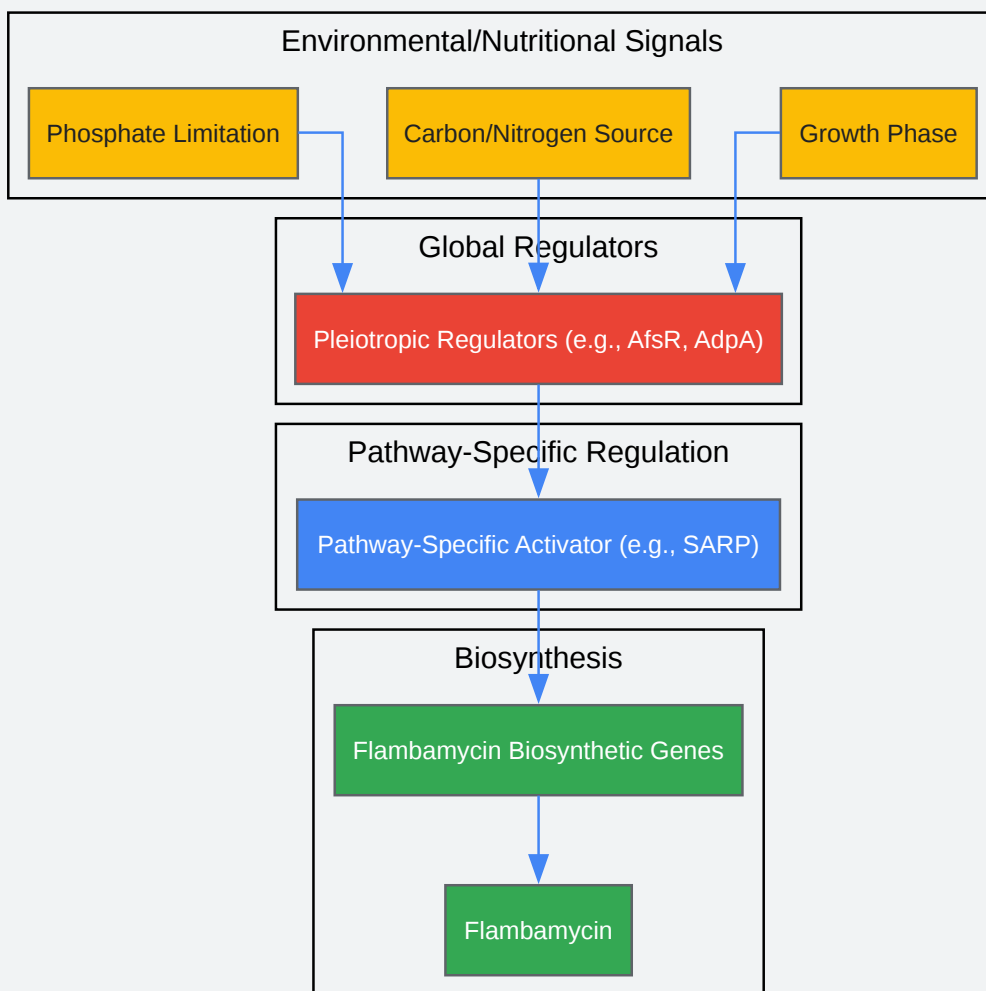 Environmental/Nutritional Signals
Phosphate Limitation
Carbon/Nitrogen Source
Growth Phase
Global Regulators
Pleiotropic Regulators (e.g., AfsR, AdpA)
Pathway-Specific Regulation
Pathway-Specific Activator (e.g., SARP)
Biosynthesis
Flambamycin Biosynthetic Genes
Flambamycin